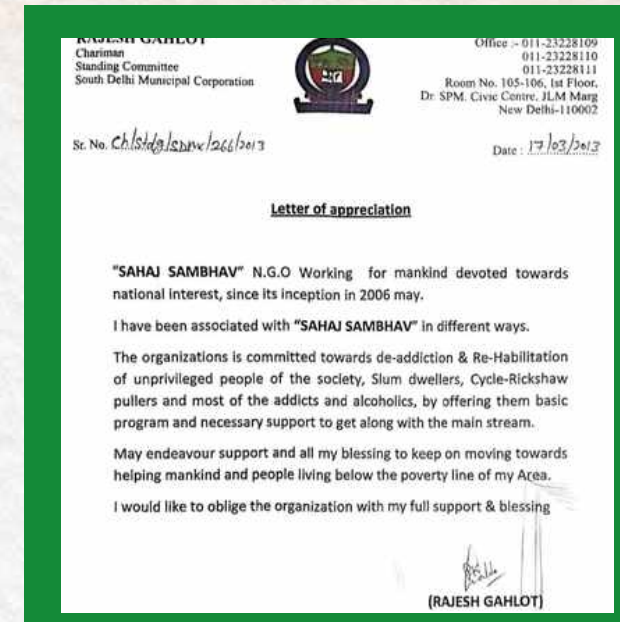 RAJESH GAHLOT
Chariman
Standing Committee
South Delhi Municipal Corporation
Office :- 011-23228109
011-23228110
011-23228111
Room No. 105-106, Ist Floor,
Dr. SPM. Civic Centre, JLM Marg
New Delhi-110002
Sr. No. Ch/Stdg/SDMC/266/2013
Date : 17/03/2013
Letter of appreciation
"SAHAJ SAMBHAV" N.G.O Working for mankind devoted towards
national interest, since its inception in 2006 may.
I have been associated with "SAHAJ SAMBHAV" in different ways.
The organizations is committed towards de-addiction & Re-Habilitation
of unprivileged people of the society, Slum dwellers, Cycle-Rickshaw
pullers and most of the addicts and alcoholics, by offering them basic
program and necessary support to get along with the main stream.
May endeavour support and all my blessing to keep on moving towards
helping mankind and people living below the poverty line of my Area.
I would like to oblige the organization with my full support & blessing
(RAJESH GAHLOT)